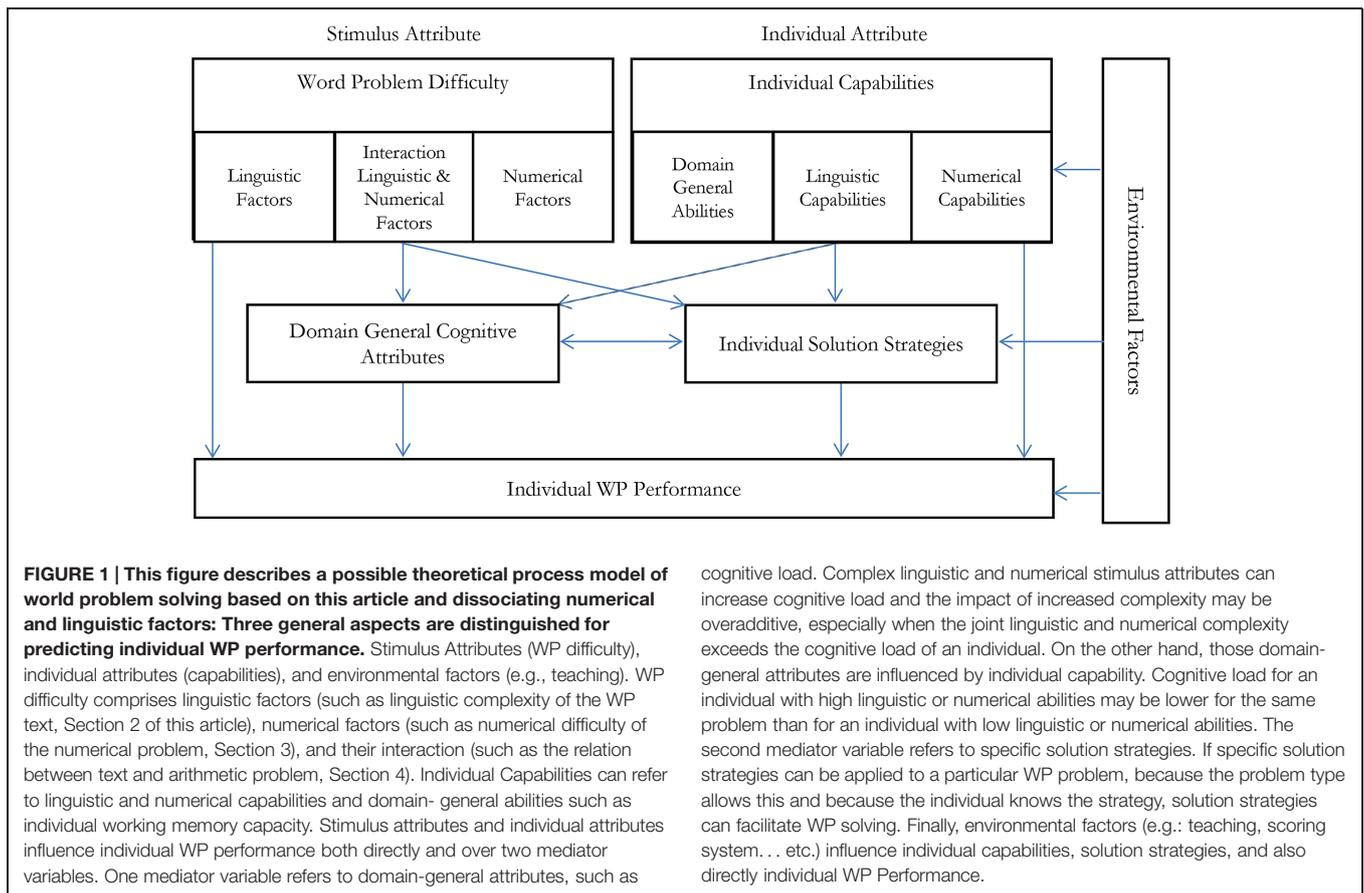 Stimulus Attribute
Individual Attribute
Word Problem Difficulty
Individual Capabilities
Linguistic
Factors
Interaction
Linguistic &
Numerical
Factors
Numerical
Factors
Domain
General
Abilities
Linguistic
Capabilities
Numerical
Capabilities
Environmental Factors
Domain General Cognitive
Attributes
Individual Solution Strategies
Individual WP Performance
FIGURE 1 | This figure describes a possible theoretical process model of
world problem solving based on this article and dissociating numerical
and linguistic factors: Three general aspects are distinguished for
predicting individual WP performance. Stimulus Attributes (WP difficulty),
individual attributes (capabilities), and environmental factors (e.g., teaching). WP
difficulty comprises linguistic factors (such as linguistic complexity of the WP
text, Section 2 of this article), numerical factors (such as numerical difficulty of
the numerical problem, Section 3), and their interaction (such as the relation
between text and arithmetic problem, Section 4). Individual Capabilities can refer
to linguistic and numerical capabilities and domain- general abilities such as
individual working memory capacity. Stimulus attributes and individual attributes
influence individual WP performance both directly and over two mediator
variables. One mediator variable refers to domain-general attributes, such as
cognitive load. Complex linguistic and numerical stimulus attributes can
increase cognitive load and the impact of increased complexity may be
overadditive, especially when the joint linguistic and numerical complexity
exceeds the cognitive load of an individual. On the other hand, those domain-
general attributes are influenced by individual capability. Cognitive load for an
individual with high linguistic or numerical abilities may be lower for the same
problem than for an individual with low linguistic or numerical abilities. The
second mediator variable refers to specific solution strategies. If specific solution
strategies can be applied to a particular WP problem, because the problem type
allows this and because the individual knows the strategy, solution strategies
can facilitate WP solving. Finally, environmental factors (e.g.: teaching, scoring
system. . . etc.) influence individual capabilities, solution strategies, and also
directly individual WP Performance.